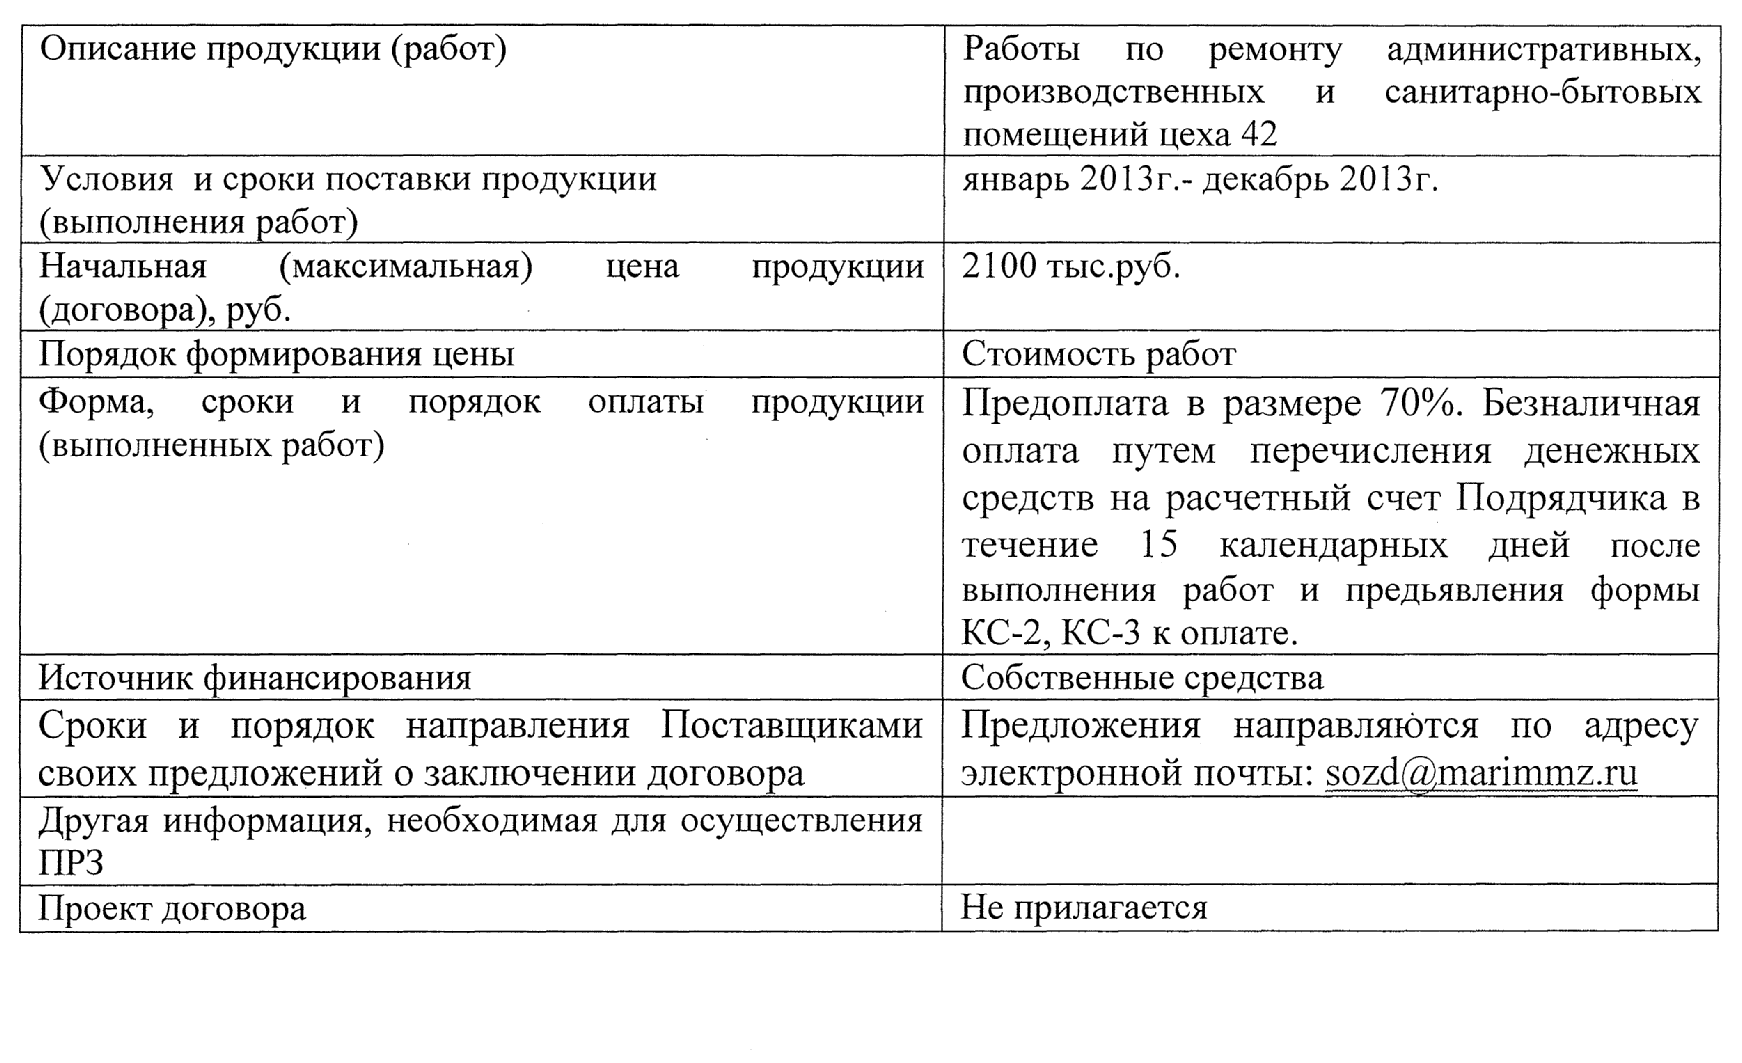 Описание продукции (работ)
Работы по ремонту административных,
производственных и санитарно-бытовых
помещений цеха 42
Условия и сроки поставки продукции
(выполнения работ)
январь 2013г.- декабрь 2013г.
Начальная (максимальная) цена продукции
(договора), руб.
2100 тыс.руб.
Порядок формирования цены
Стоимость работ
Форма, сроки и порядок оплаты продукции
(выполненных работ)
Предоплата в размере 70%. Безналичная
оплата путем перечисления денежных
средств на расчетный счет Подрядчика в
течение 15 календарных дней после
выполнения работ и предьявления формы
КС-2, КС-3 к оплате.
Источник финансирования
Собственные средства
Сроки и порядок направления Поставщиками
своих предложений о заключении договора
Предложения направляются по адресу
электронной почты: sozd@marimmz.ru
Другая информация, необходимая для осуществления
ПРЗ
Проект договора
Не прилагается